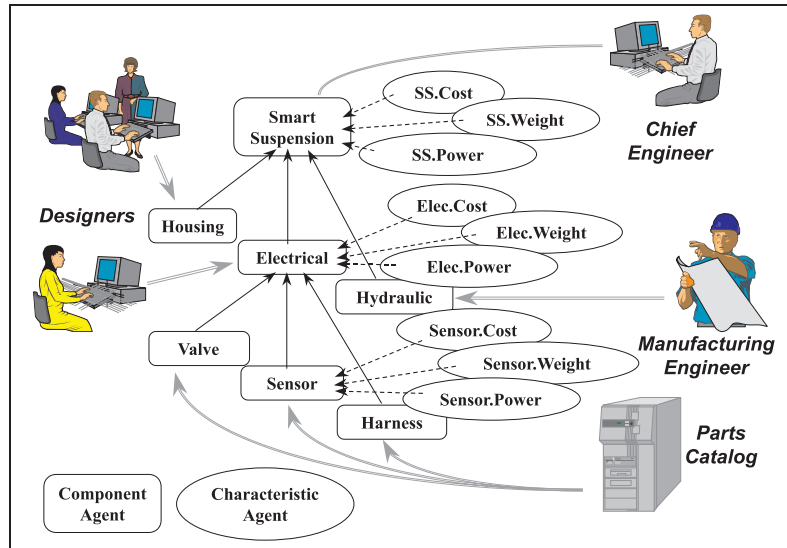 SS.Cost
Smart
Suspension
SS.Weight
SS.Power
Chief
Engineer
Designers
Housing
Elec.Cost
Elec.Weight
Electrical
Elec.Power
Hydraulic
Sensor.Cost
Manufacturing
Engineer
Valve
Sensor.Weight
Sensor
Sensor.Power
Harness
Parts
Catalog
Component
Agent
Characteristic
Agent